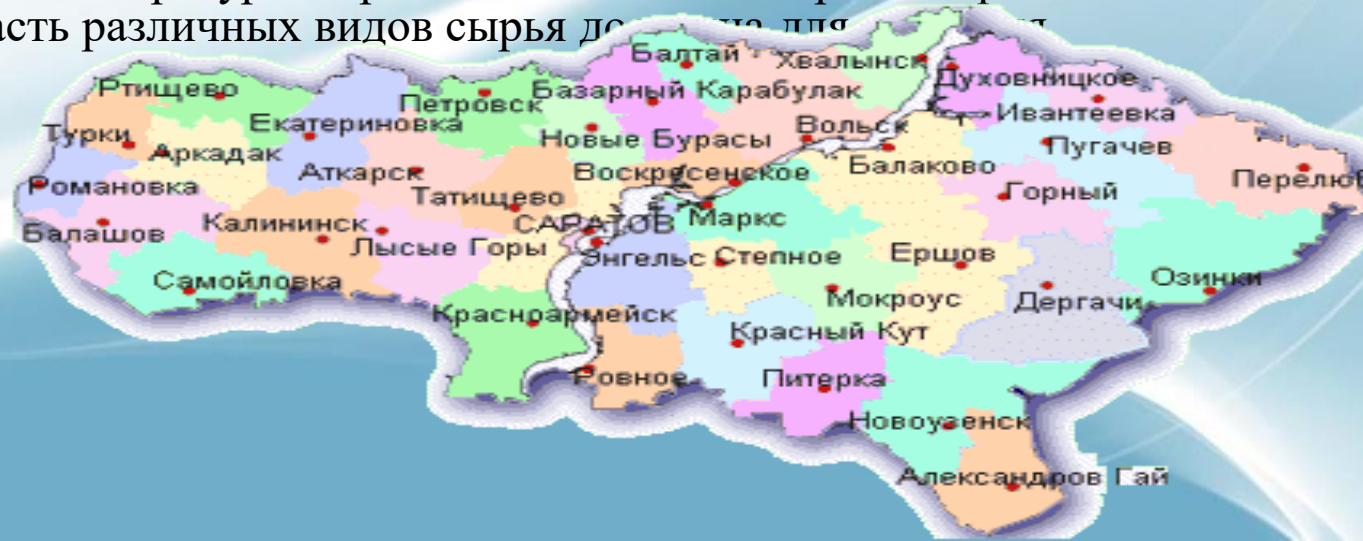 асть различных видов сырья
Балтай
Хвалынск
Духовницкое
Ртищево
Петровск
Базарный Карабулак
Ивантеевка
Турки
Екатериновка
Новые Бурасы
Вольск
Аркадак
Балаково
Пугачев
Романовка
Аткарск
Воскресенское
Горный
Перелюб
Татищево
Калининск
САРАТОВ
Маркс
Балашов
Лысые Горы
Энгельс
Степное
Ершов
Самойловка
Озинки
Мокроус
Дергачи
Красноармейск
Красный Кут
Ровное
Питерка
Новоузенск
Александров Гай